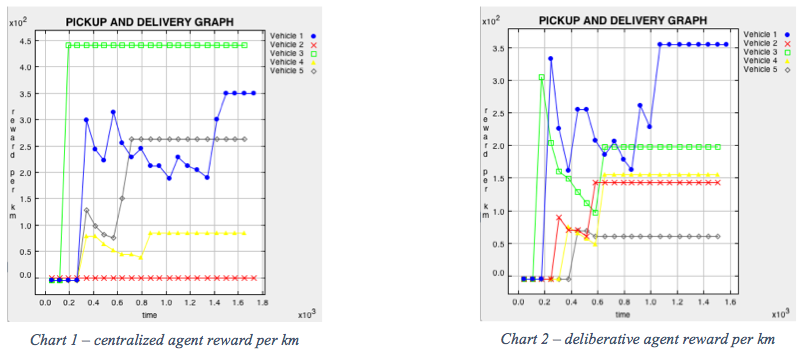 PICKUP AND DELIVERY GRAPH
x10²
Vehicle 1
Vehicle 2
Vehicle 3
Vehicle 4
Vehicle 5
4.5
4.0
3.5
3.0
2.5
2.0
1.5
1.0
0.5
0.0
reward per km
0.0 0.2 0.4 0.6 0.8 1.0 1.2 1.4 1.6 1.8
time
x10³
Chart 1 – centralized agent reward per km
PICKUP AND DELIVERY GRAPH
x10²
Vehicle 1
Vehicle 2
Vehicle 3
Vehicle 4
Vehicle 5
3.5
3.0
2.5
2.0
1.5
1.0
0.5
0.0
reward per km
0.0 0.2 0.4 0.6 0.8 1.0 1.2 1.4 1.6
time
x10³
Chart 2 – deliberative agent reward per km